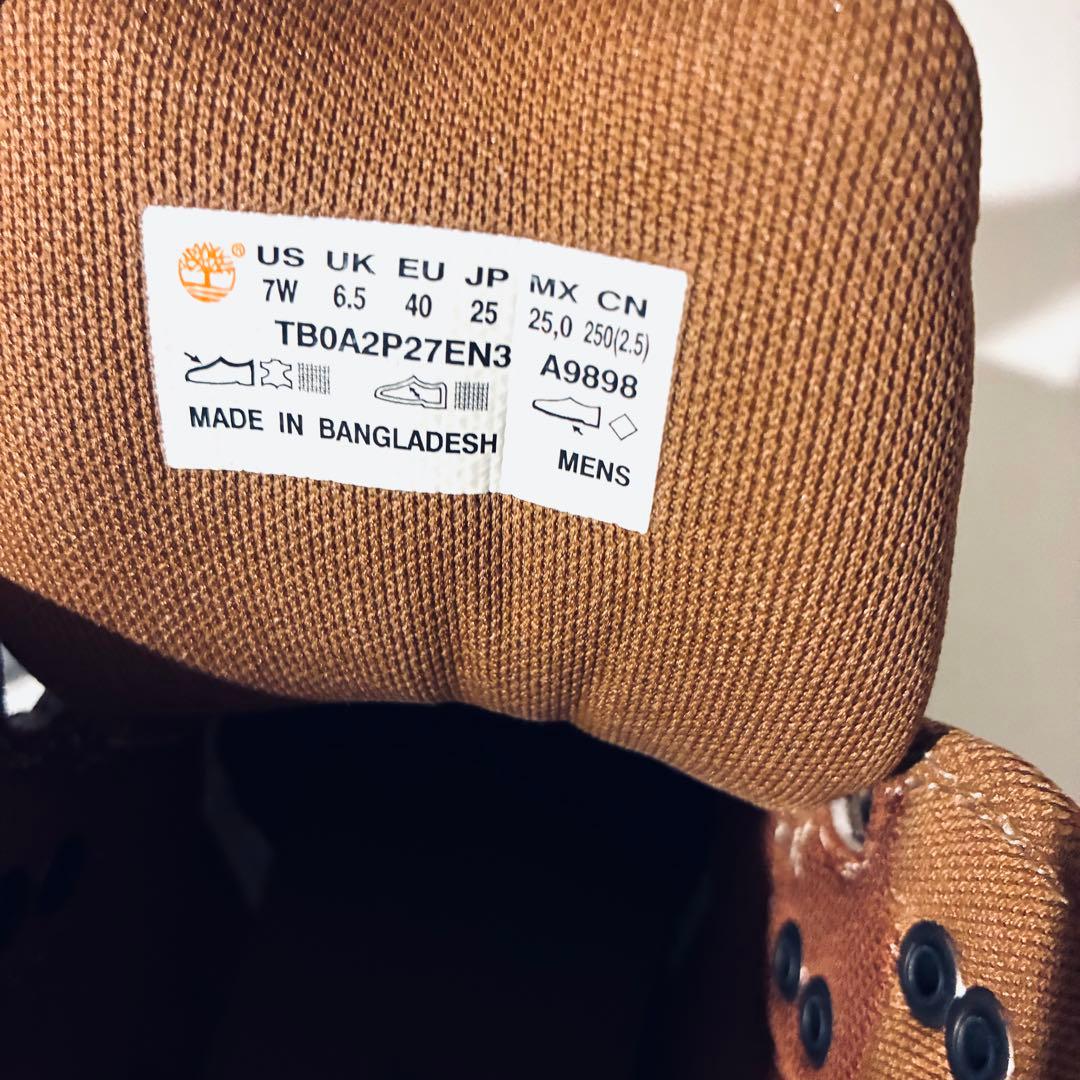 ® US UK EU JP MX CN
7W 6.5 40 25 25,0 250(2.5)
TB0A2P27EN3 A9898
MADE IN BANGLADESH MENS